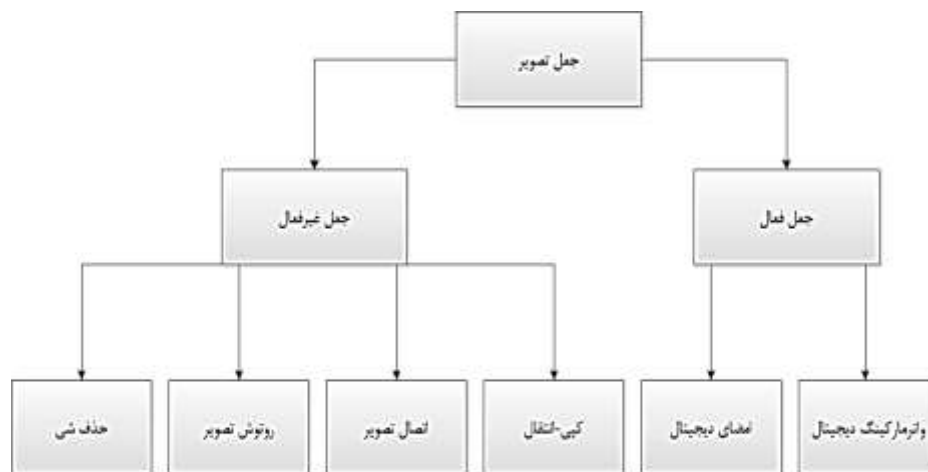 جعل تصویر
جعل فعال
جعل غیرفعال
واترمارکینگ دیجیتال
امضای دیجیتال
کپی-انتقال
اتصال تصویر
روتوش تصویر
حذف شی